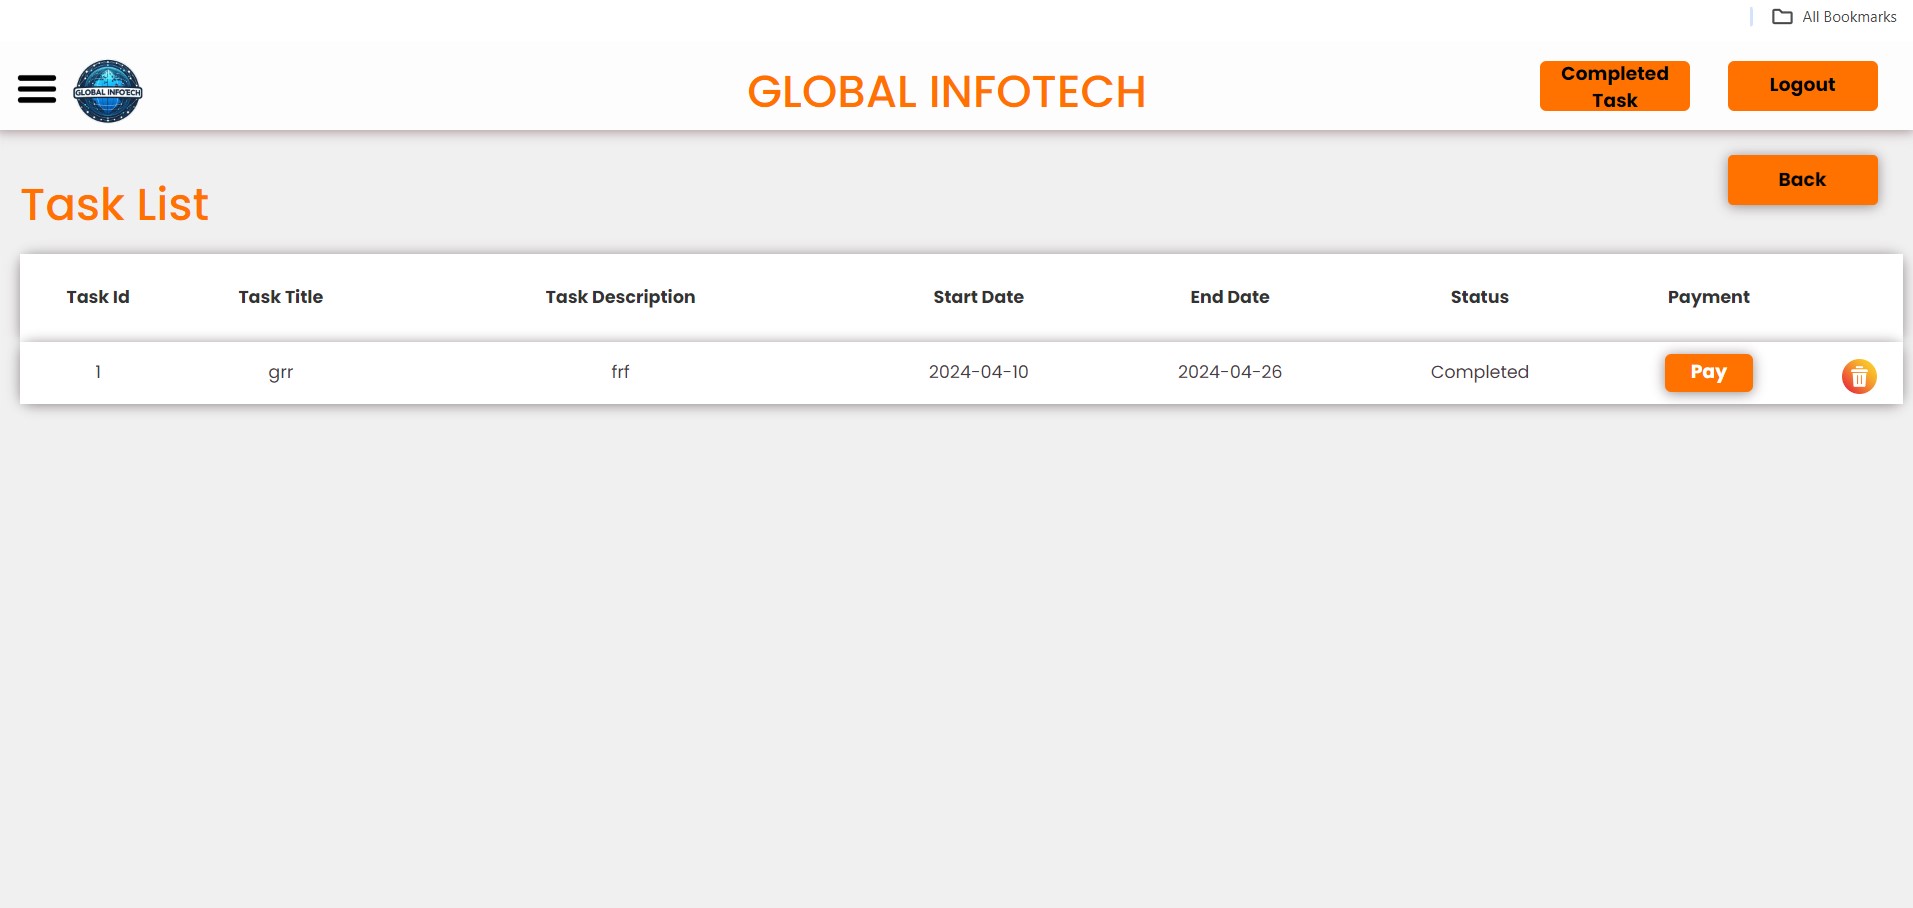 All Bookmarks
GLOBAL INFOTECH
GLOBAL INFOTECH
Completed
Task
Logout
Back
Task List
Task Id Task Title Task Description Start Date End Date Status Payment
1 grr frf 2024-04-10 2024-04-26 Completed Pay